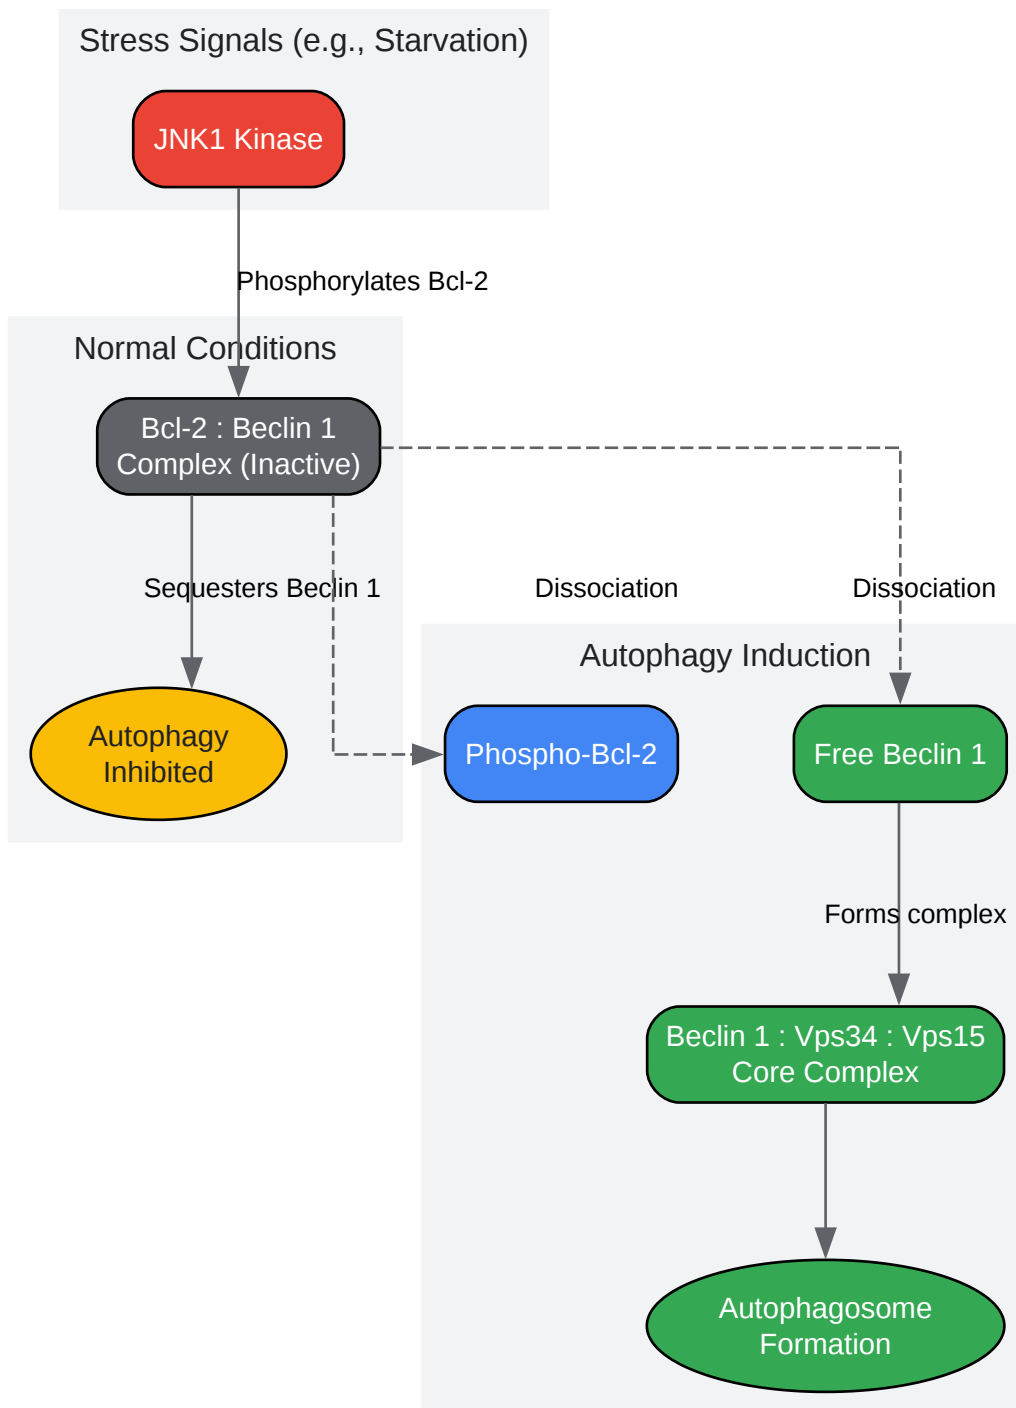 Stress Signals (e.g., Starvation)
JNK1 Kinase
Phosphorylates Bcl-2
Normal Conditions
Bcl-2 : Beclin 1
Complex (Inactive)
Sequesters Beclin 1
Dissociation
Dissociation
Autophagy Induction
Autophagy
Inhibited
Phospho-Bcl-2
Free Beclin 1
Forms complex
Beclin 1 : Vps34 : Vps15
Core Complex
Autophagosome
Formation